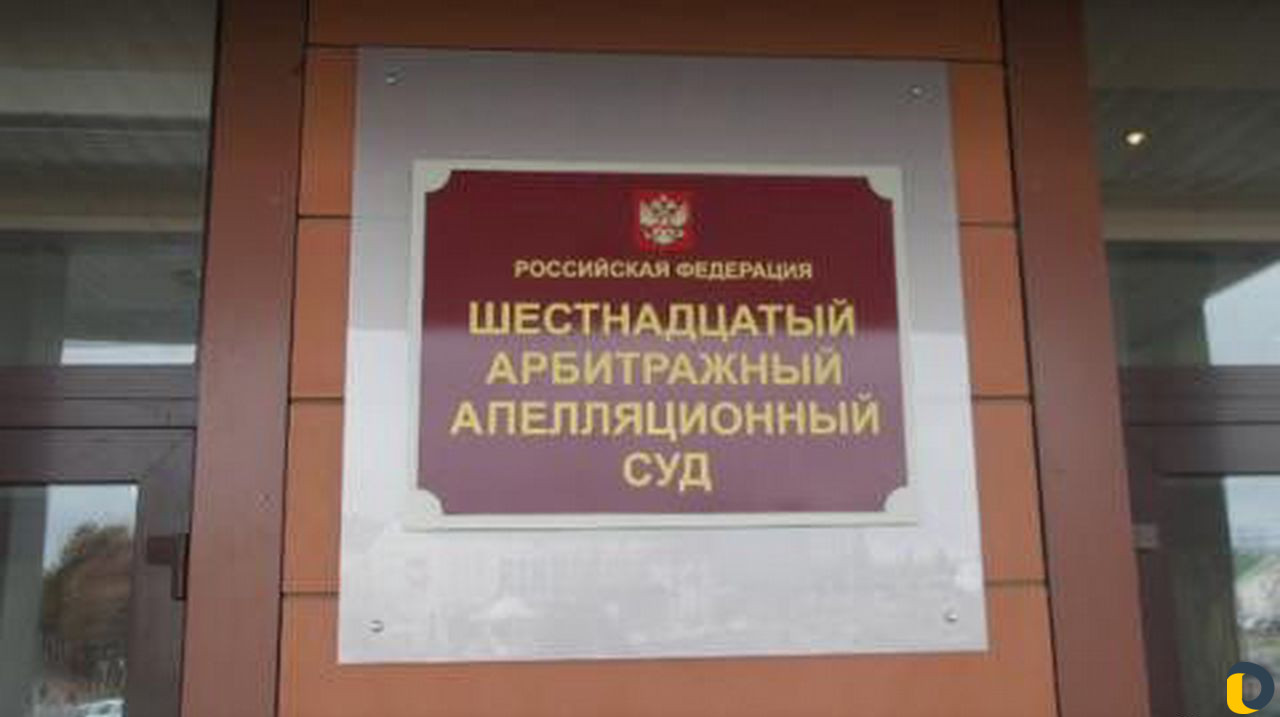 РОССИЙСКАЯ ФЕДЕРАЦИЯ
ШЕСТНАДЦАТЫЙ
АРБИТРАЖНЫЙ
АПЕЛЛЯЦИОННЫЙ
СУД